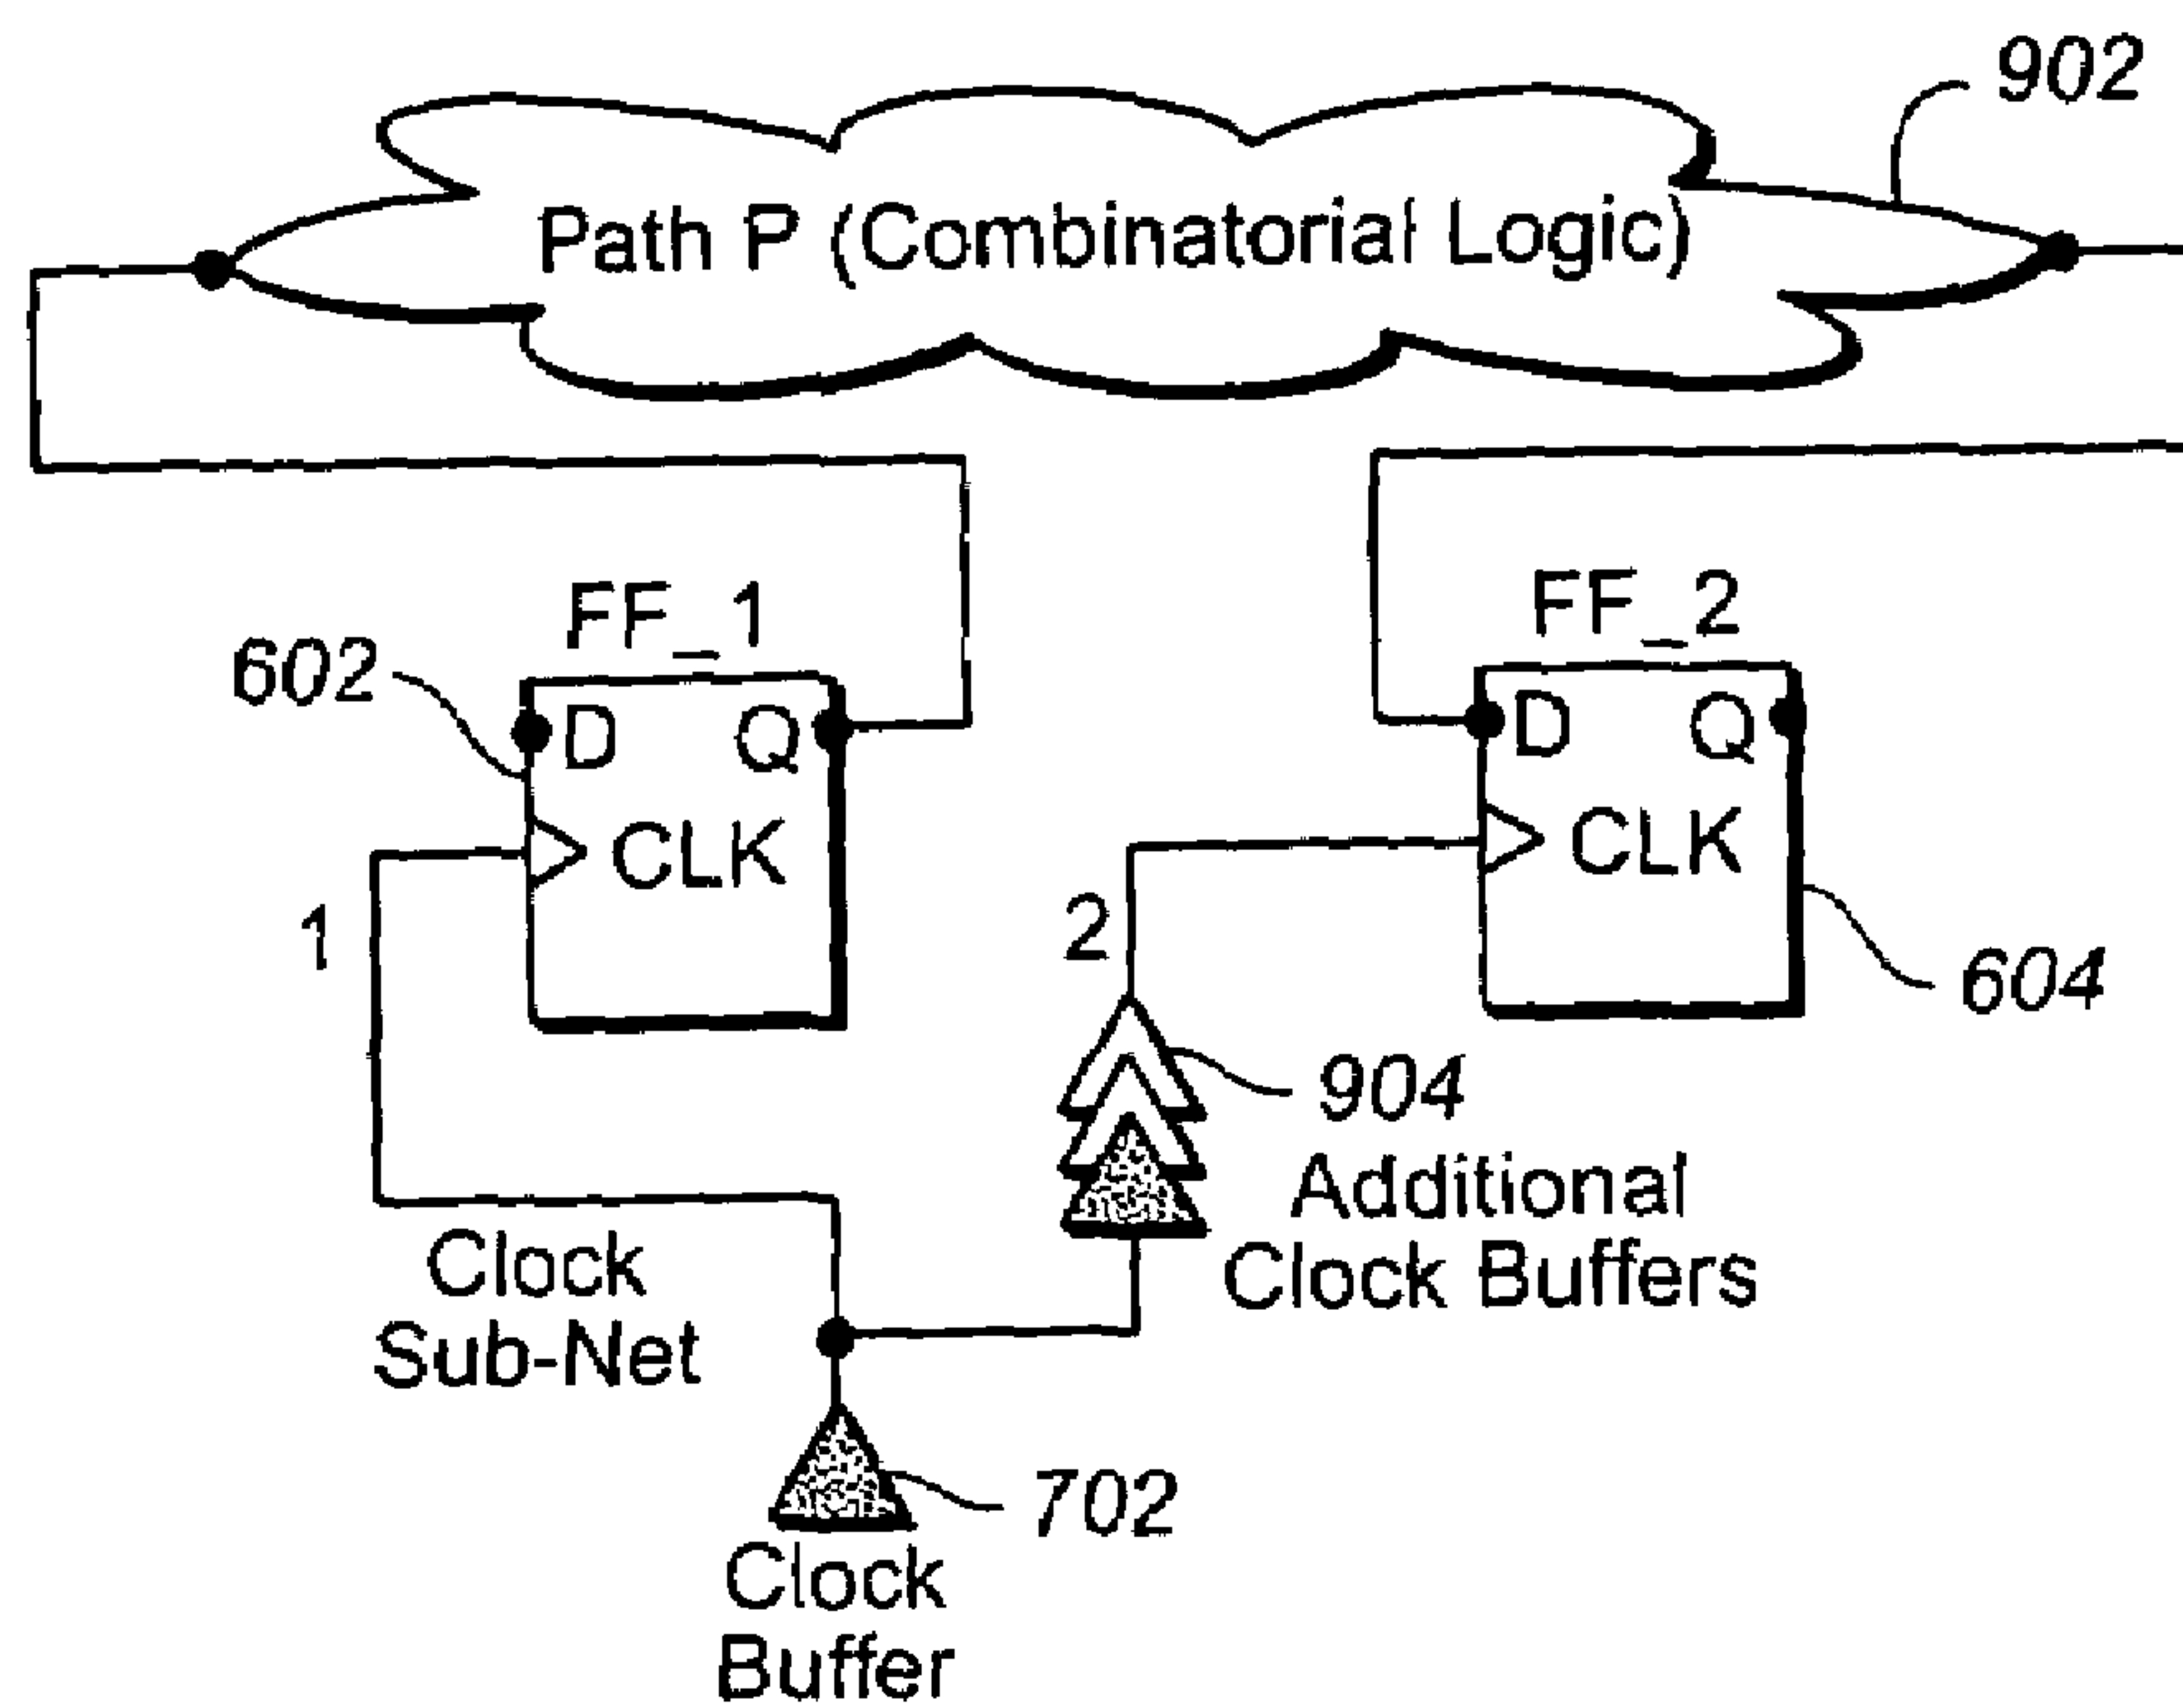 902
Path P (Combinatorial Logic)
FF_1
FF_2
602
D Q
D Q
CLK
CLK
1
2
604
904
Additional
Clock Buffers
Clock
Sub-Net
702
Clock
Buffer